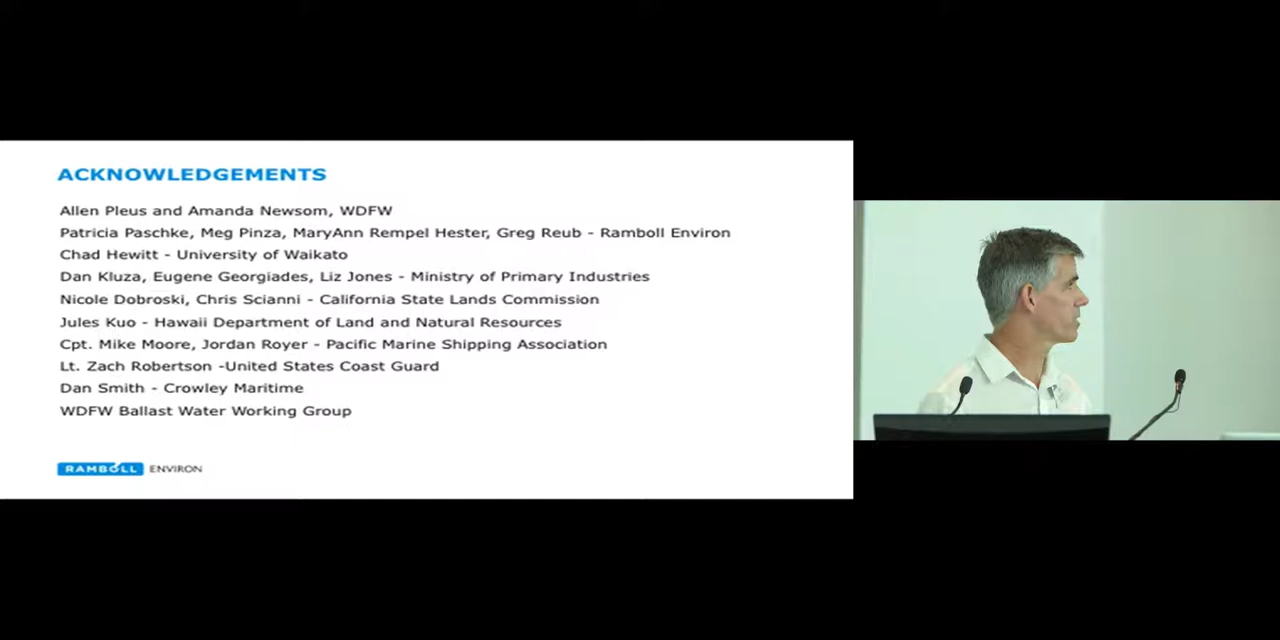 ACKNOWLEDGEMENTS
Allen Pleus and Amanda Newsom, WDFW
Patricia Paschke, Meg Pinza, MaryAnn Rempel Hester, Greg Reub - Ramboll Environ
Chad Hewitt - University of Waikato
Dan Kluza, Eugene Georgiades, Liz Jones - Ministry of Primary Industries
Nicole Dobroski, Chris Scianni - California State Lands Commission
Jules Kuo - Hawaii Department of Land and Natural Resources
Cpt. Mike Moore, Jordan Royer - Pacific Marine Shipping Association
Lt. Zach Robertson -United States Coast Guard
Dan Smith - Crowley Maritime
WDFW Ballast Water Working Group
RAMBOLL ENVIRON